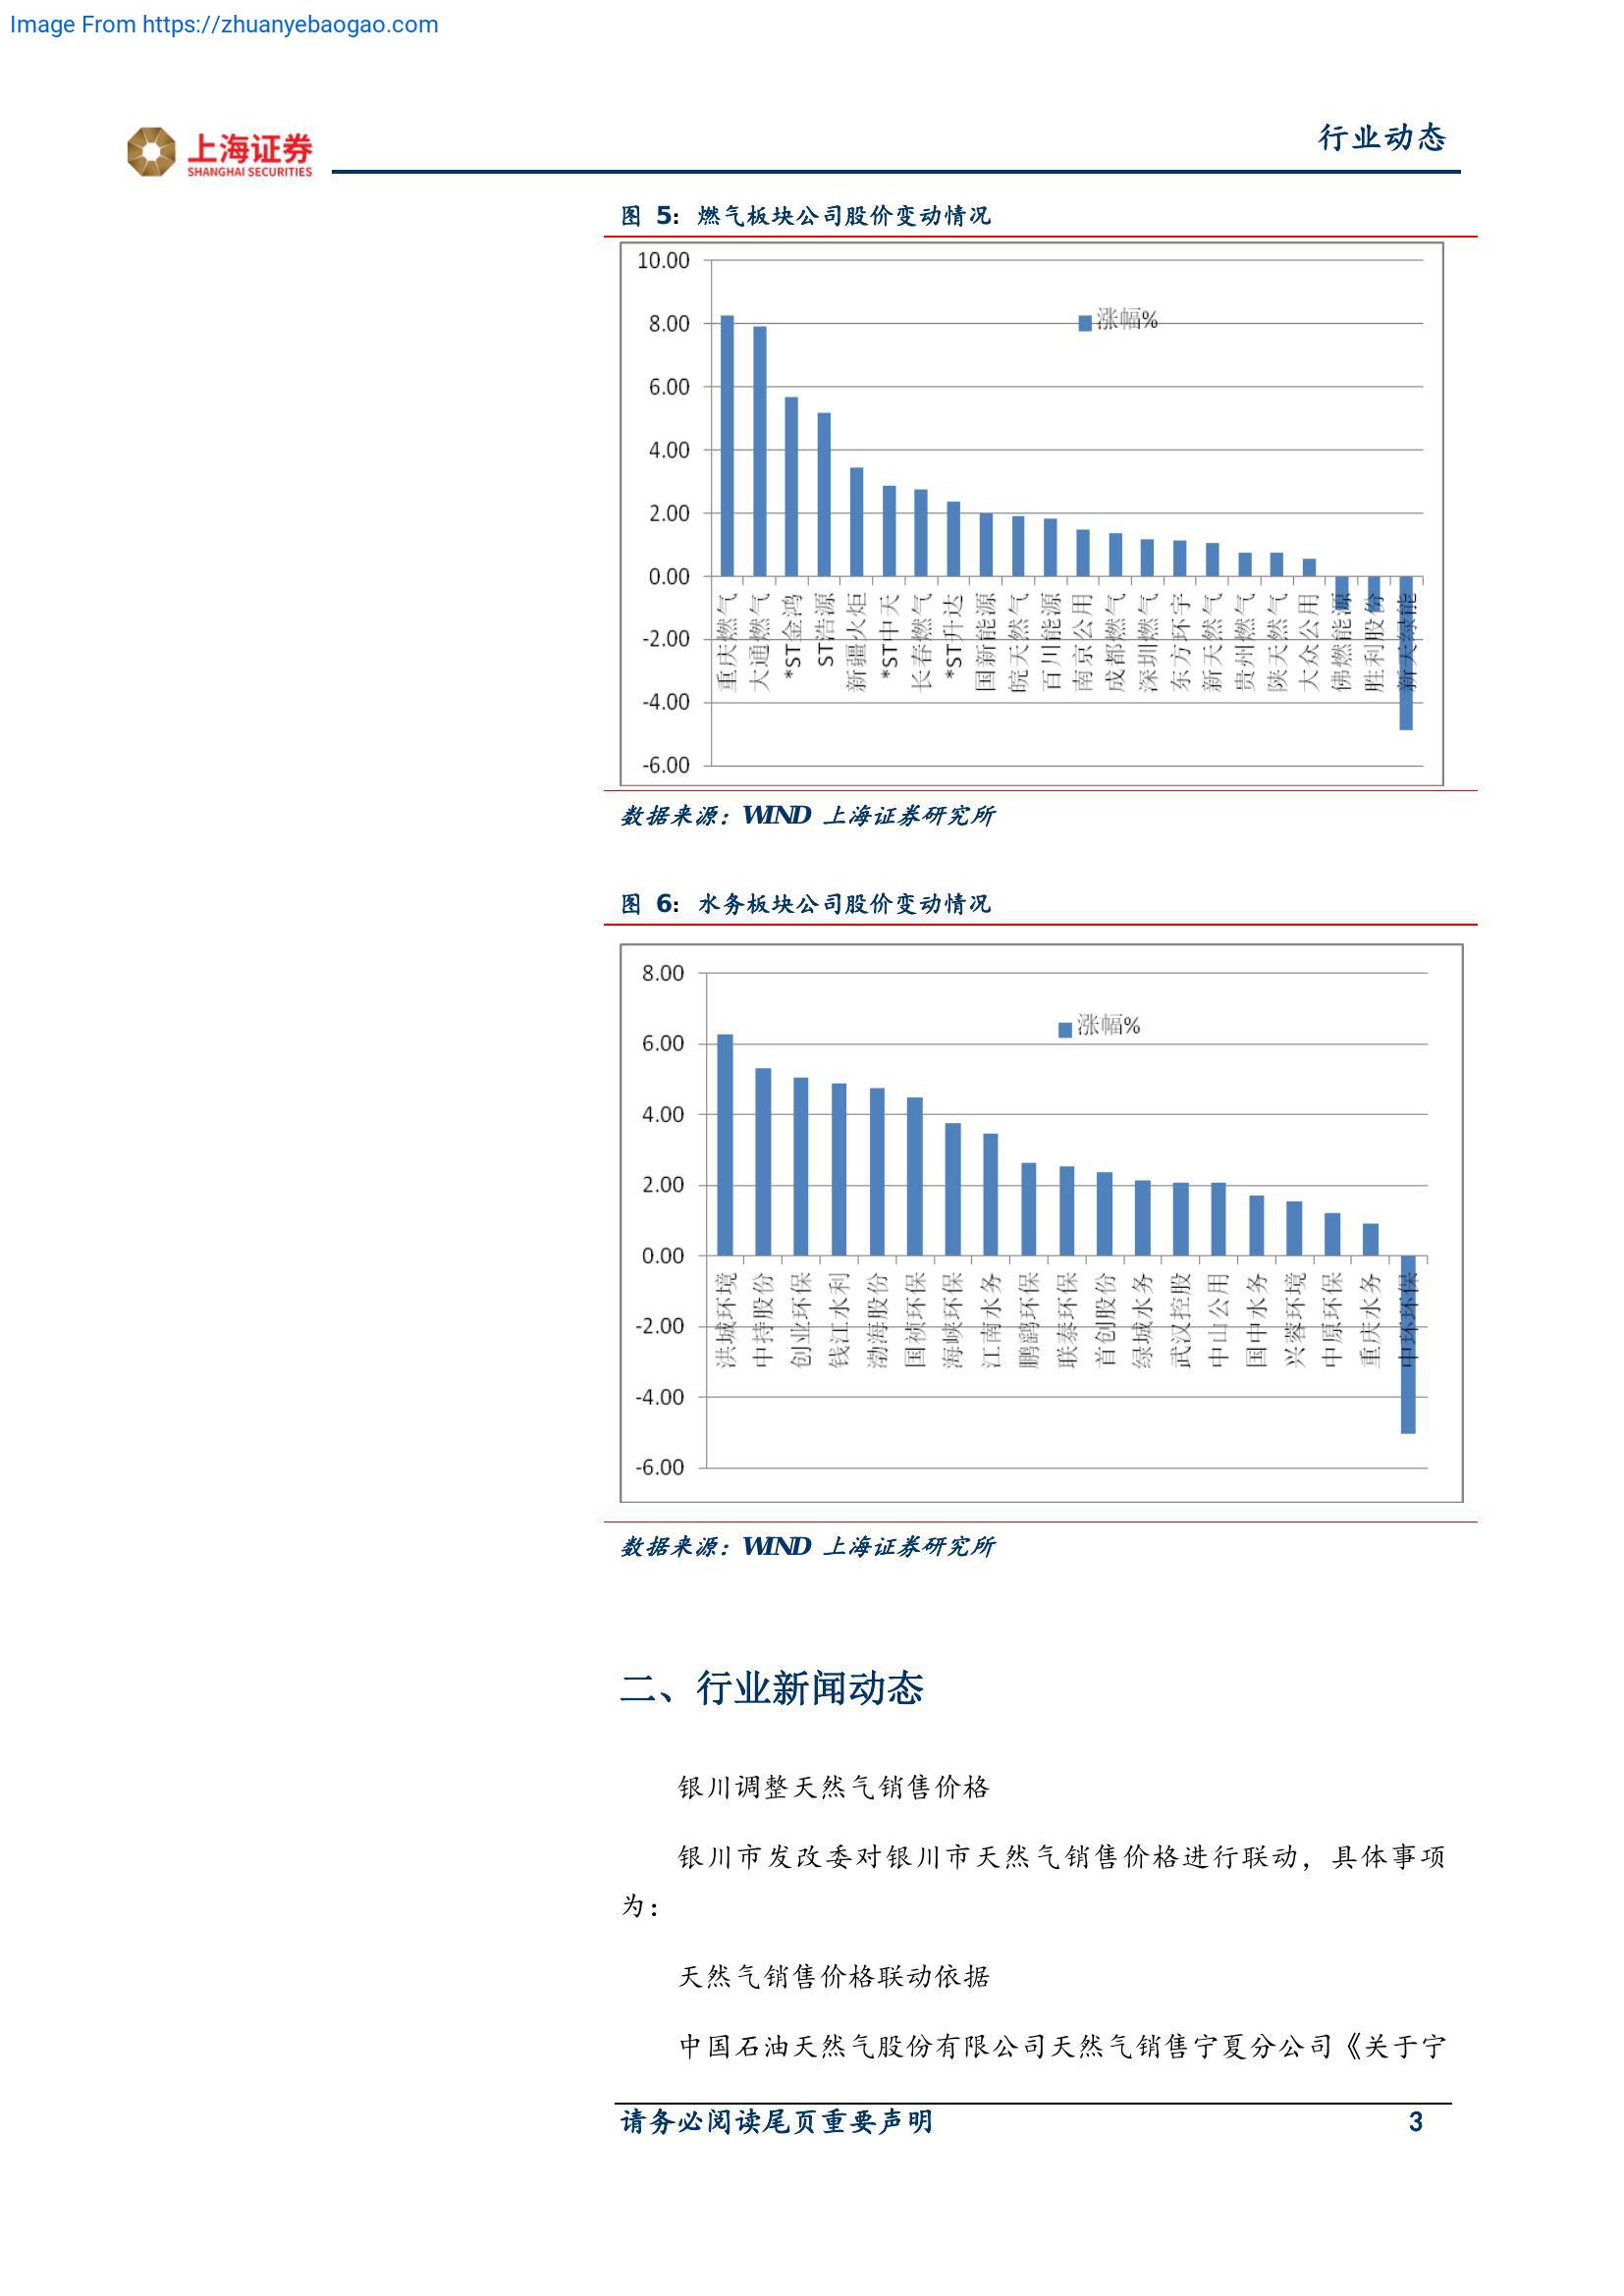 Image From https://zhuanyebaogao.com
上海证券
SHANGHAI SECURITIES
行业动态
图 5: 燃气板块公司股价变动情况
10.00
8.00
6.00
4.00
2.00
0.00
-2.00
-4.00
-6.00
涨幅%
重庆燃气
大通燃气
*ST金鸿
ST浩源
新疆火炬
*ST中天
长春燃气
*ST升达
国新能源
皖天然气
百川能源
南京公用
成都燃气
深圳燃气
东方环宇
新天然气
贵州燃气
陕天然气
大众公用
佛燃能源
胜利股份
新天绿能
数据来源: WIND 上海证券研究所
图 6: 水务板块公司股价变动情况
8.00
6.00
4.00
2.00
0.00
-2.00
-4.00
-6.00
涨幅%
洪城环境
中持股份
创业环保
钱江水利
渤海股份
国祯环保
海峡环保
江南水务
鹏鹞环保
联泰环保
首创股份
绿城水务
武汉控股
中山公用
国中水务
兴蓉环境
中原环保
重庆水务
中环环保
数据来源: WIND 上海证券研究所
二、行业新闻动态
银川调整天然气销售价格
银川市发改委对银川市天然气销售价格进行联动，具体事项
为：
天然气销售价格联动依据
中国石油天然气股份有限公司天然气销售宁夏分公司《关于宁
请务必阅读尾页重要声明
3